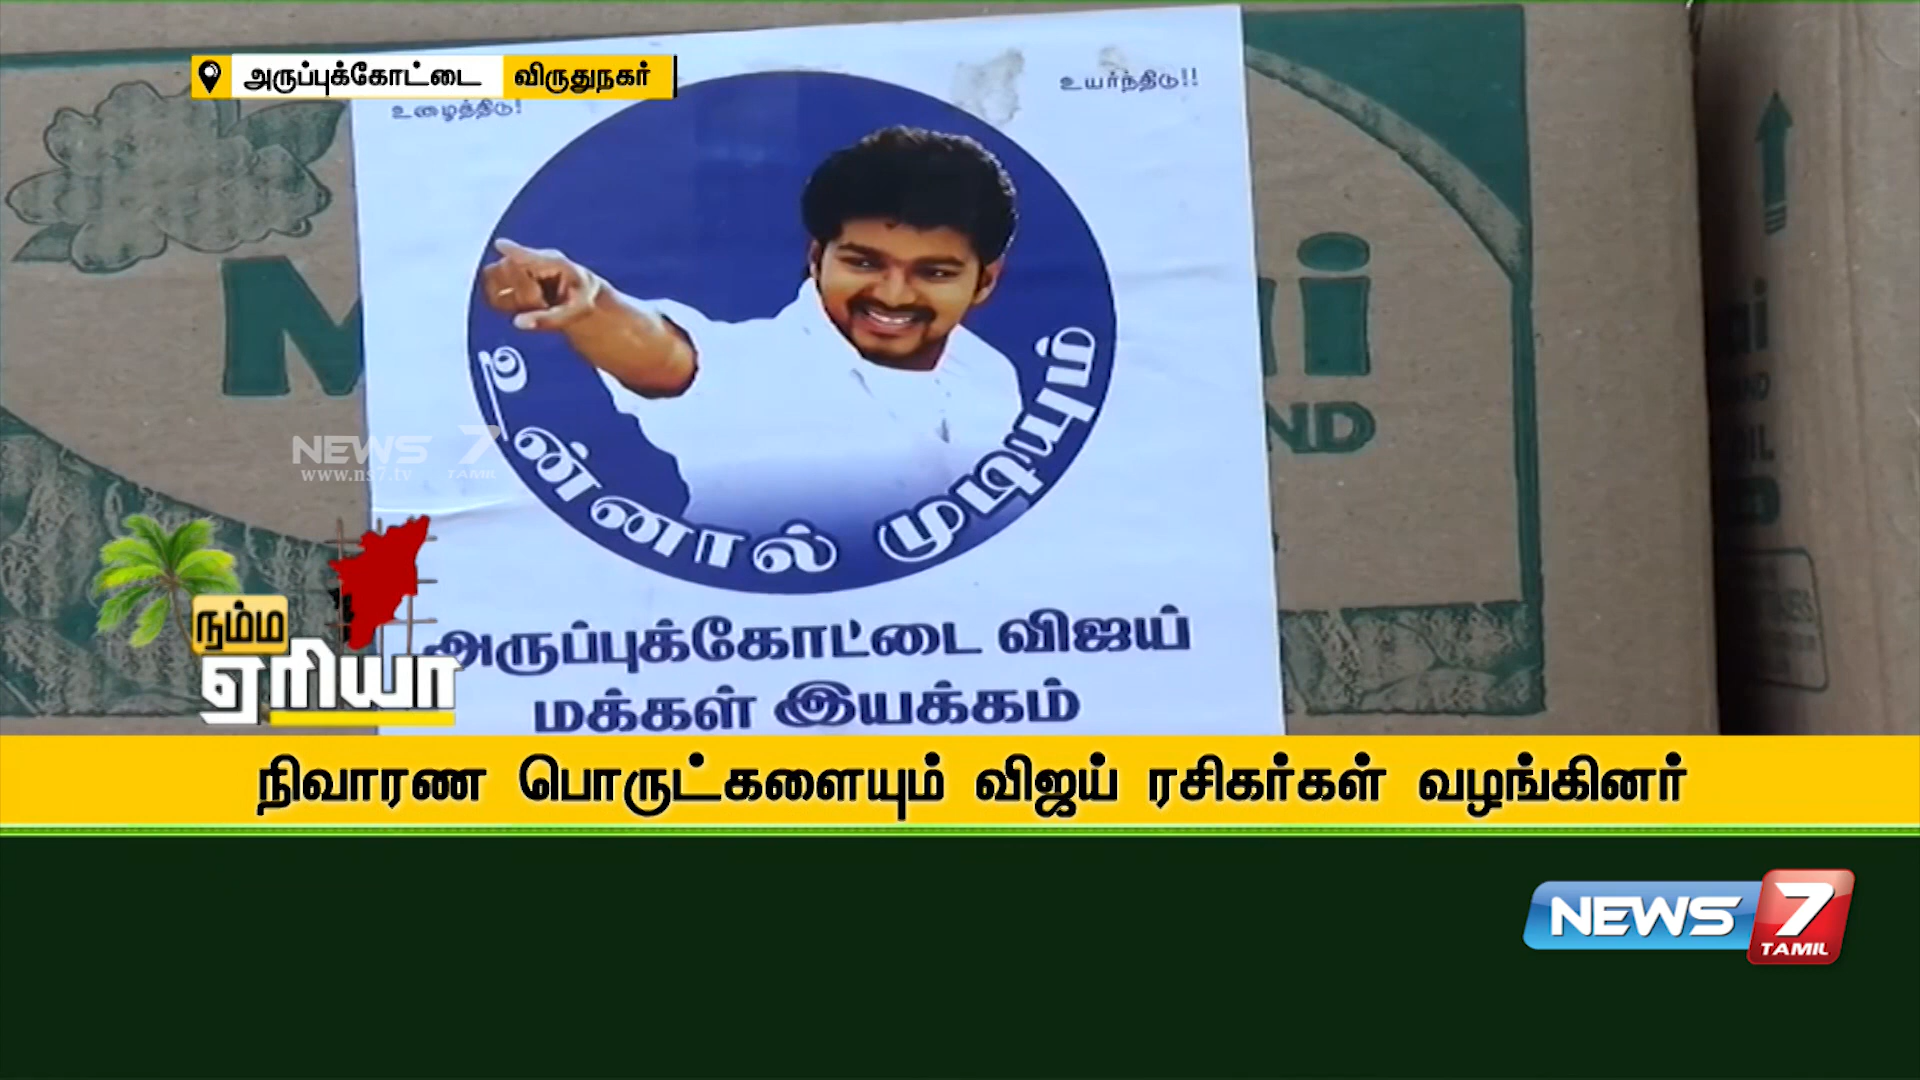 அருப்புக்கோட்டை விருதுநகர்
உழைத்திடு!
உயர்ந்திடு!!
உன்னால் முடியும்
NEWS 7
www.ns7.tv TAMIL
நம்ம
ஏரியா
அருப்புக்கோட்டை விஜய்
மக்கள் இயக்கம்
நிவாரண பொருட்களையும் விஜய் ரசிகர்கள் வழங்கினர்
NEWS 7
TAMIL